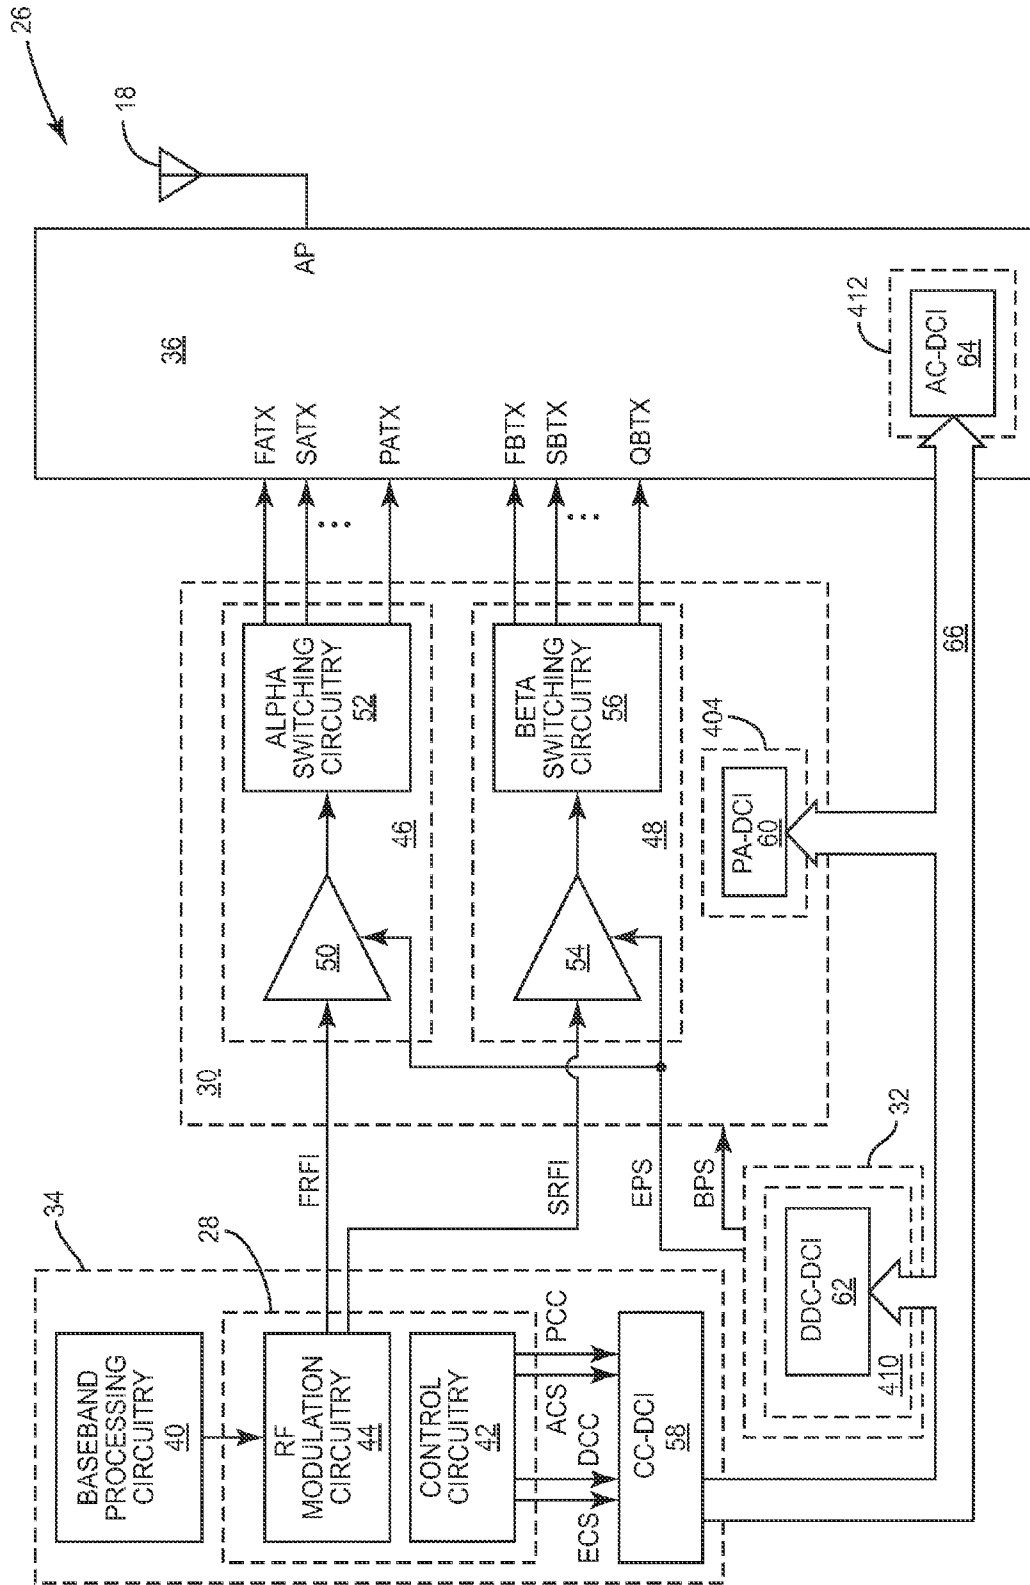 26
18
AP
36
FATX
SATX
...
PATX
FBTX
SBTX
...
QBTX
412
AC-DCI
64
30
ALPHA
SWITCHING
CIRCUITRY
52
50
46
BETA
SWITCHING
CIRCUITRY
56
54
48
404
PA-DCI
60
66
34
28
FRFI
SRFI
EPS
BPS
32
BASEBAND
PROCESSING
CIRCUITRY
40
RF
MODULATION
CIRCUITRY
44
CONTROL
CIRCUITRY
42
ECS
DCC
ACS
PCC
CC-DCI
58
DDC-DCI
62
410